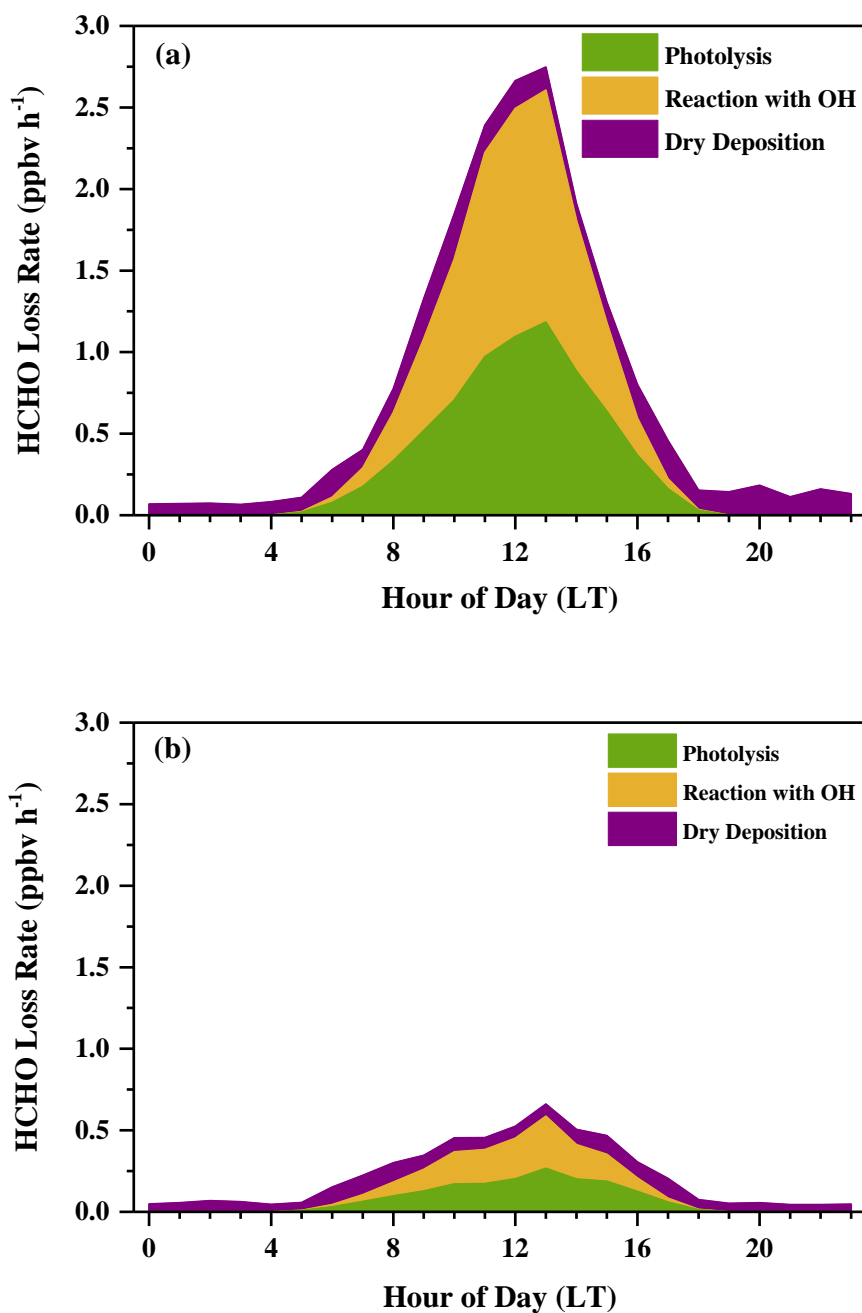 (a)
Photolysis
Reaction with OH
Dry Deposition
3.0
2.5
2.0
1.5
1.0
0.5
0.0
HCHO Loss Rate (ppbv h⁻¹)
0 4 8 12 16 20
Hour of Day (LT)
(b)
Photolysis
Reaction with OH
Dry Deposition
3.0
2.5
2.0
1.5
1.0
0.5
0.0
HCHO Loss Rate (ppbv h⁻¹)
0 4 8 12 16 20
Hour of Day (LT)